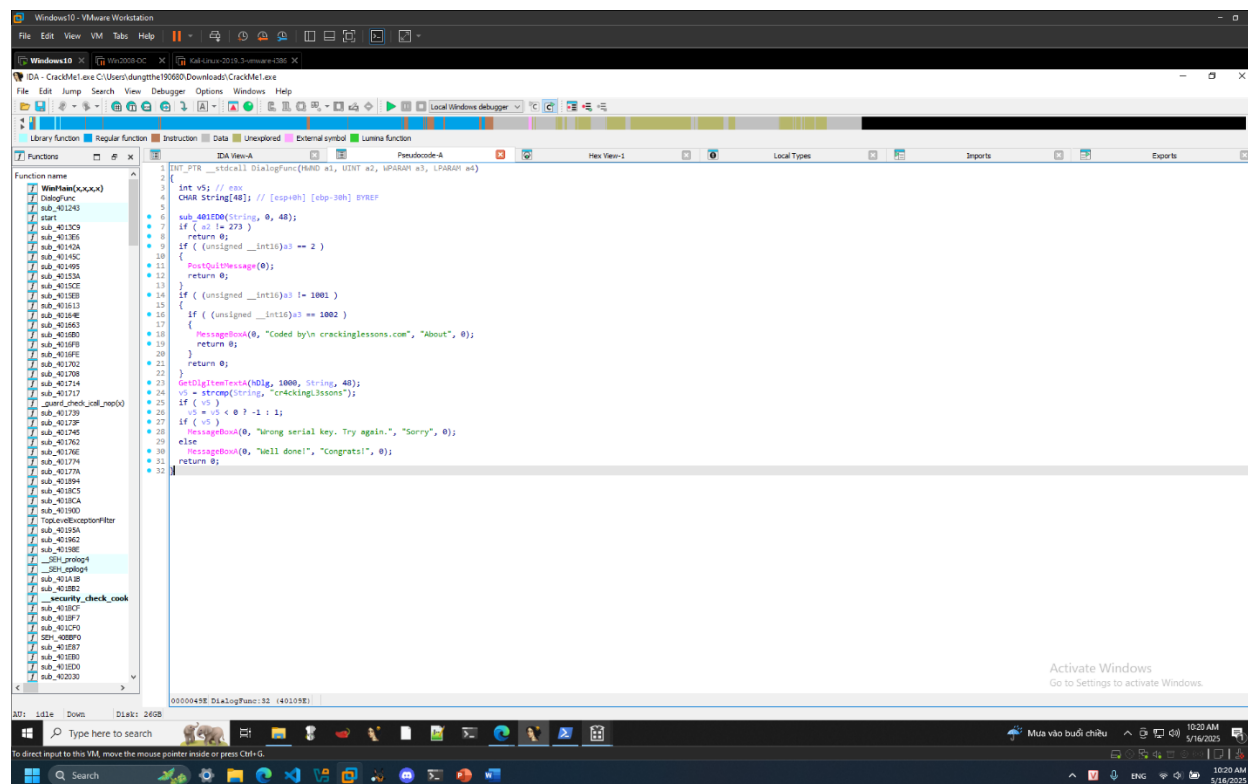 Windows10 - VMware Workstation
File Edit View VM Tabs Help
Windows10 Win2008-DC Kali-Linux-2019.3-vmware-i386
IDA - CrackMe1.exe C:\Users\dungtthe190680\Downloads\CrackMe1.exe
File Edit Jump Search View Debugger Options Windows Help
Local Windows debugger
Library function Regular function Instruction Data Unexplored External symbol Lumina function
Functions
IDA View-A Pseudocode-A Hex View-1 Local Types Imports Exports
Function name
WinMain(x,x,x,x)
DialogFunc
sub_401243
start
sub_4013C9
sub_4013E6
sub_40142A
sub_40145C
sub_401495
sub_40153A
sub_4015CE
sub_4015EB
sub_401613
sub_40164E
sub_401663
sub_4016B0
sub_4016FB
sub_4016FE
sub_401702
sub_401708
sub_401714
sub_401717
_guard_check_icall_nop(x)
sub_401739
sub_40173F
sub_401745
sub_401762
sub_40176E
sub_401774
sub_40177A
sub_401894
sub_4018C5
sub_4018CA
sub_40190D
TopLevelExceptionFilter
sub_40195A
sub_401962
sub_40198E
__SEH_prolog4
__SEH_epilog4
sub_401A1B
sub_401BB2
__security_check_cook
sub_401BCF
sub_401BF7
sub_401CF0
SEH_40BBF0
sub_401E87
sub_401EB0
sub_401ED0
sub_402030
1 INT_PTR __stdcall DialogFunc(HWND a1, UINT a2, WPARAM a3, LPARAM a4)
2 {
3 int v5; // eax
4 CHAR String[48]; // [esp+0h] [ebp-30h] BYREF
5
6 sub_401ED0(String, 0, 48);
7 if ( a2 != 273 )
8 return 0;
9 if ( (unsigned __int16)a3 == 2 )
10 {
11 PostQuitMessage(0);
12 return 0;
13 }
14 if ( (unsigned __int16)a3 != 1001 )
15 {
16 if ( (unsigned __int16)a3 == 1002 )
17 {
18 MessageBoxA(0, "Coded by\n crackinglessons.com", "About", 0);
19 return 0;
20 }
21 return 0;
22 }
23 GetDlgItemTextA(hDlg, 1000, String, 48);
24 v5 = strcmp(String, "cr4ckingL3ssons");
25 if ( v5 )
26 v5 = v5 < 0 ? -1 : 1;
27 if ( v5 )
28 MessageBoxA(0, "Wrong serial key. Try again.", "Sorry", 0);
29 else
30 MessageBoxA(0, "Well done!", "Congrats!", 0);
31 return 0;
32 }
0000049E DialogFunc:32 (40109E)
Activate Windows
Go to Settings to activate Windows.
AU: idle Down Disk: 26GB
Type here to search
Mưa vào buổi chiều
10:20 AM
5/16/2025
To direct input to this VM, move the mouse pointer inside or press Ctrl+G.
Search
ENG
10:20 AM
5/16/2025